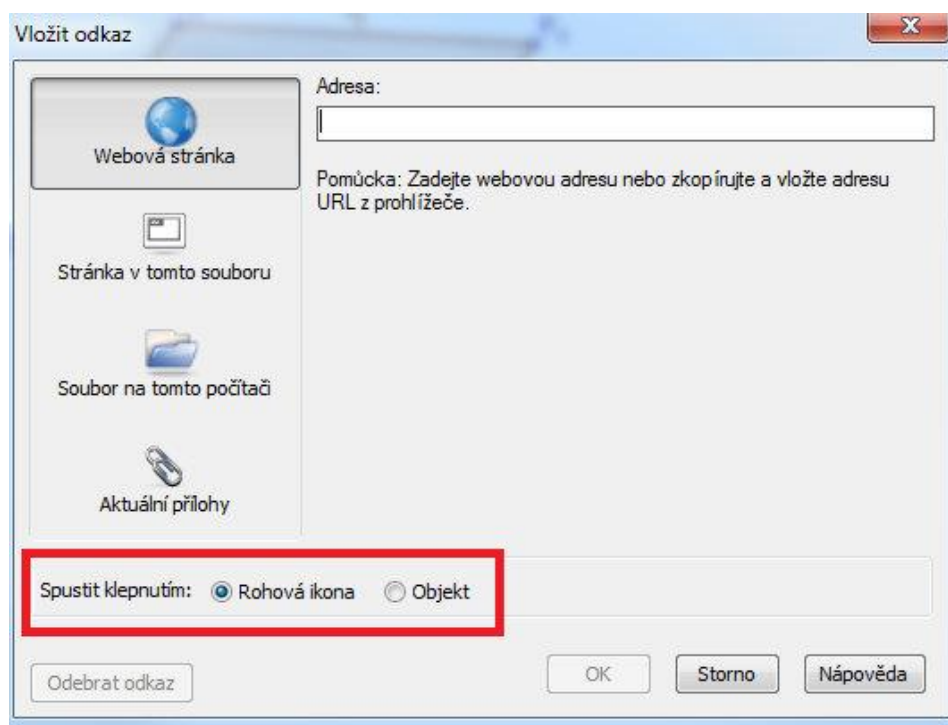 Vložit odkaz
Webová stránka
Stránka v tomto souboru
Soubor na tomto počítači
Aktuální přílohy
Adresa:
Pomůcka: Zadejte webovou adresu nebo zkopírujte a vložte adresu
URL z prohlížeče.
Spustit klepnutím: Rohová ikona Objekt
Odebrat odkaz OK Storno Nápověda